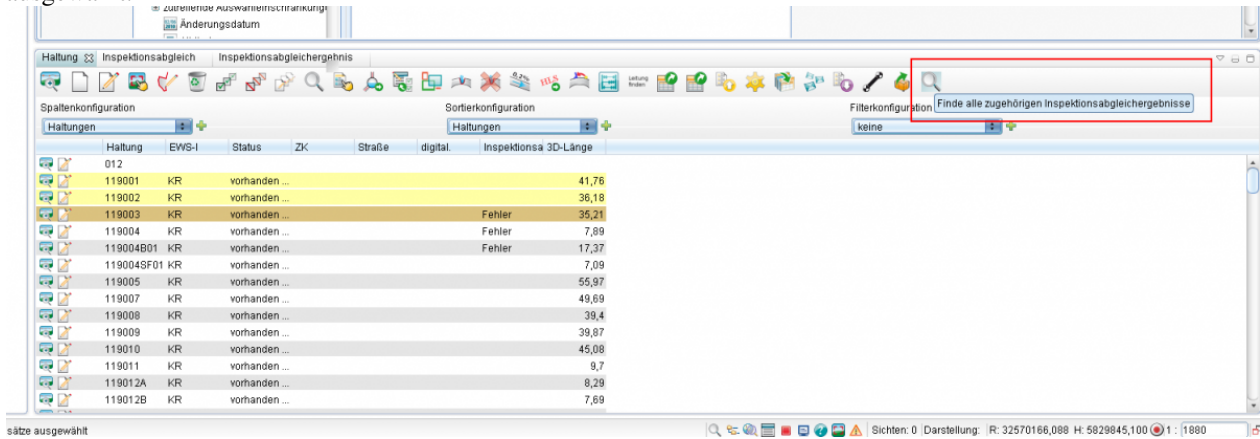 zutreffende Auswahleinschränkung
Änderungsdatum
Haltung Inspektionsabgleich Inspektionsabgleichergebnis
Leitung finden
Spaltenkonfiguration Sortierkonfiguration Filterkonfiguration
Finde alle zugehörigen Inspektionsabgleichergebnisse
Haltungen Haltungen keine
Haltung EWS-I Status ZK Straße digital. Inspektionsa 3D-Länge
012
119001 KR vorhanden ... 41,76
119002 KR vorhanden ... 36,18
119003 KR vorhanden ... Fehler 35,21
119004 KR vorhanden ... Fehler 7,89
119004B01 KR vorhanden ... Fehler 17,37
119004SF01 KR vorhanden ... 7,09
119005 KR vorhanden ... 55,97
119007 KR vorhanden ... 49,69
119008 KR vorhanden ... 39,4
119009 KR vorhanden ... 39,87
119010 KR vorhanden ... 45,08
119011 KR vorhanden ... 9,7
119012A KR vorhanden ... 8,29
119012B KR vorhanden ... 7,69
sätze ausgewählt Sichten: 0 Darstellung: R: 32570166,088 H: 5829845,100 1 : 1880